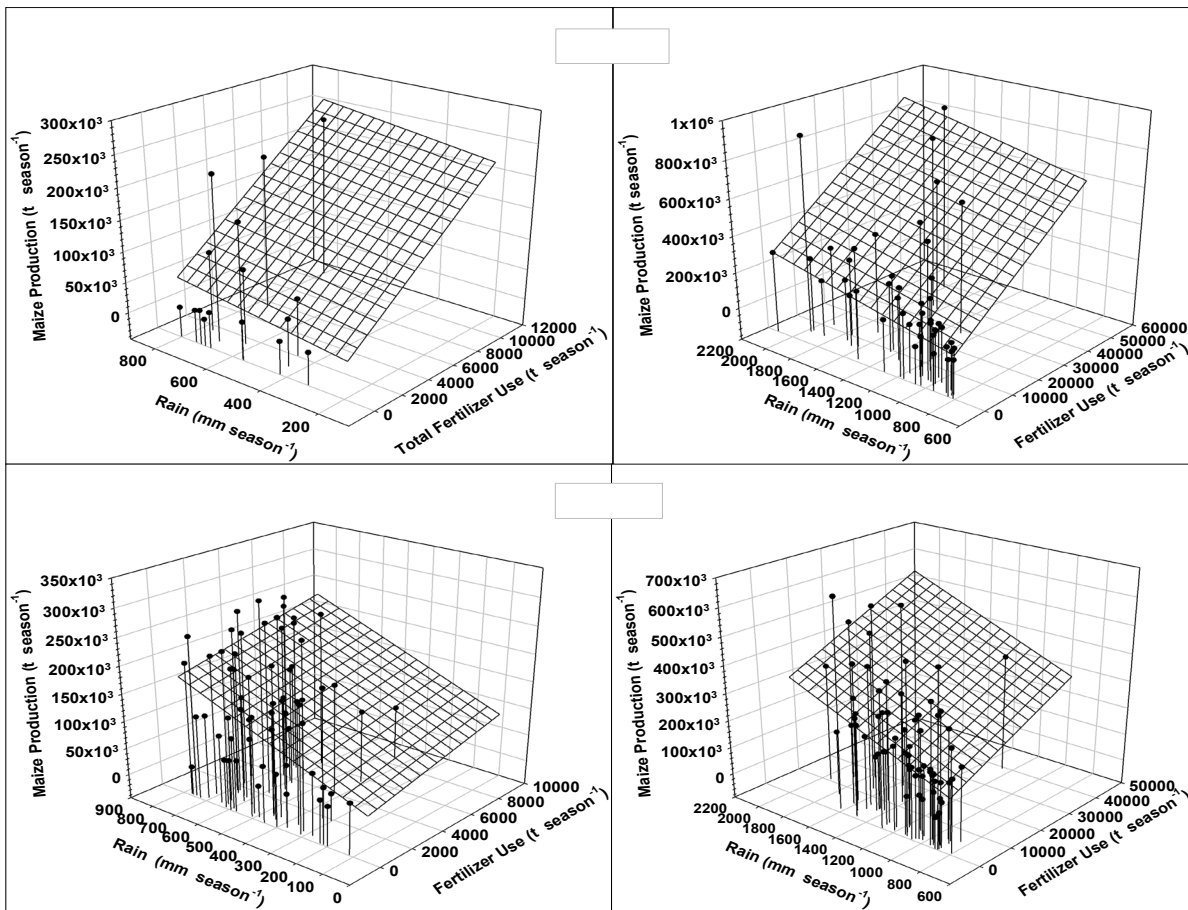 Maize Production (t season⁻¹)
300x10³
250x10³
200x10³
150x10³
100x10³
50x10³
0
800
600
400
200
Rain (mm season⁻¹)
0
2000
4000
6000
8000
10000
12000
Total Fertilizer Use (t season⁻¹)
Maize Production (t season⁻¹)
1x10⁶
800x10³
600x10³
400x10³
200x10³
0
2200
2000
1800
1600
1400
1200
1000
800
600
Rain (mm season⁻¹)
0
10000
20000
30000
40000
50000
60000
Fertilizer Use (t season⁻¹)
Maize Production (t season⁻¹)
350x10³
300x10³
250x10³
200x10³
150x10³
100x10³
50x10³
0
900
800
700
600
500
400
300
200
100
0
Rain (mm season⁻¹)
0
2000
4000
6000
8000
10000
Fertilizer Use (t season⁻¹)
Maize Production (t season⁻¹)
700x10³
600x10³
500x10³
400x10³
300x10³
200x10³
100x10³
0
2200
2000
1800
1600
1400
1200
1000
800
600
Rain (mm season⁻¹)
0
10000
20000
30000
40000
50000
Fertilizer Use (t season⁻¹)